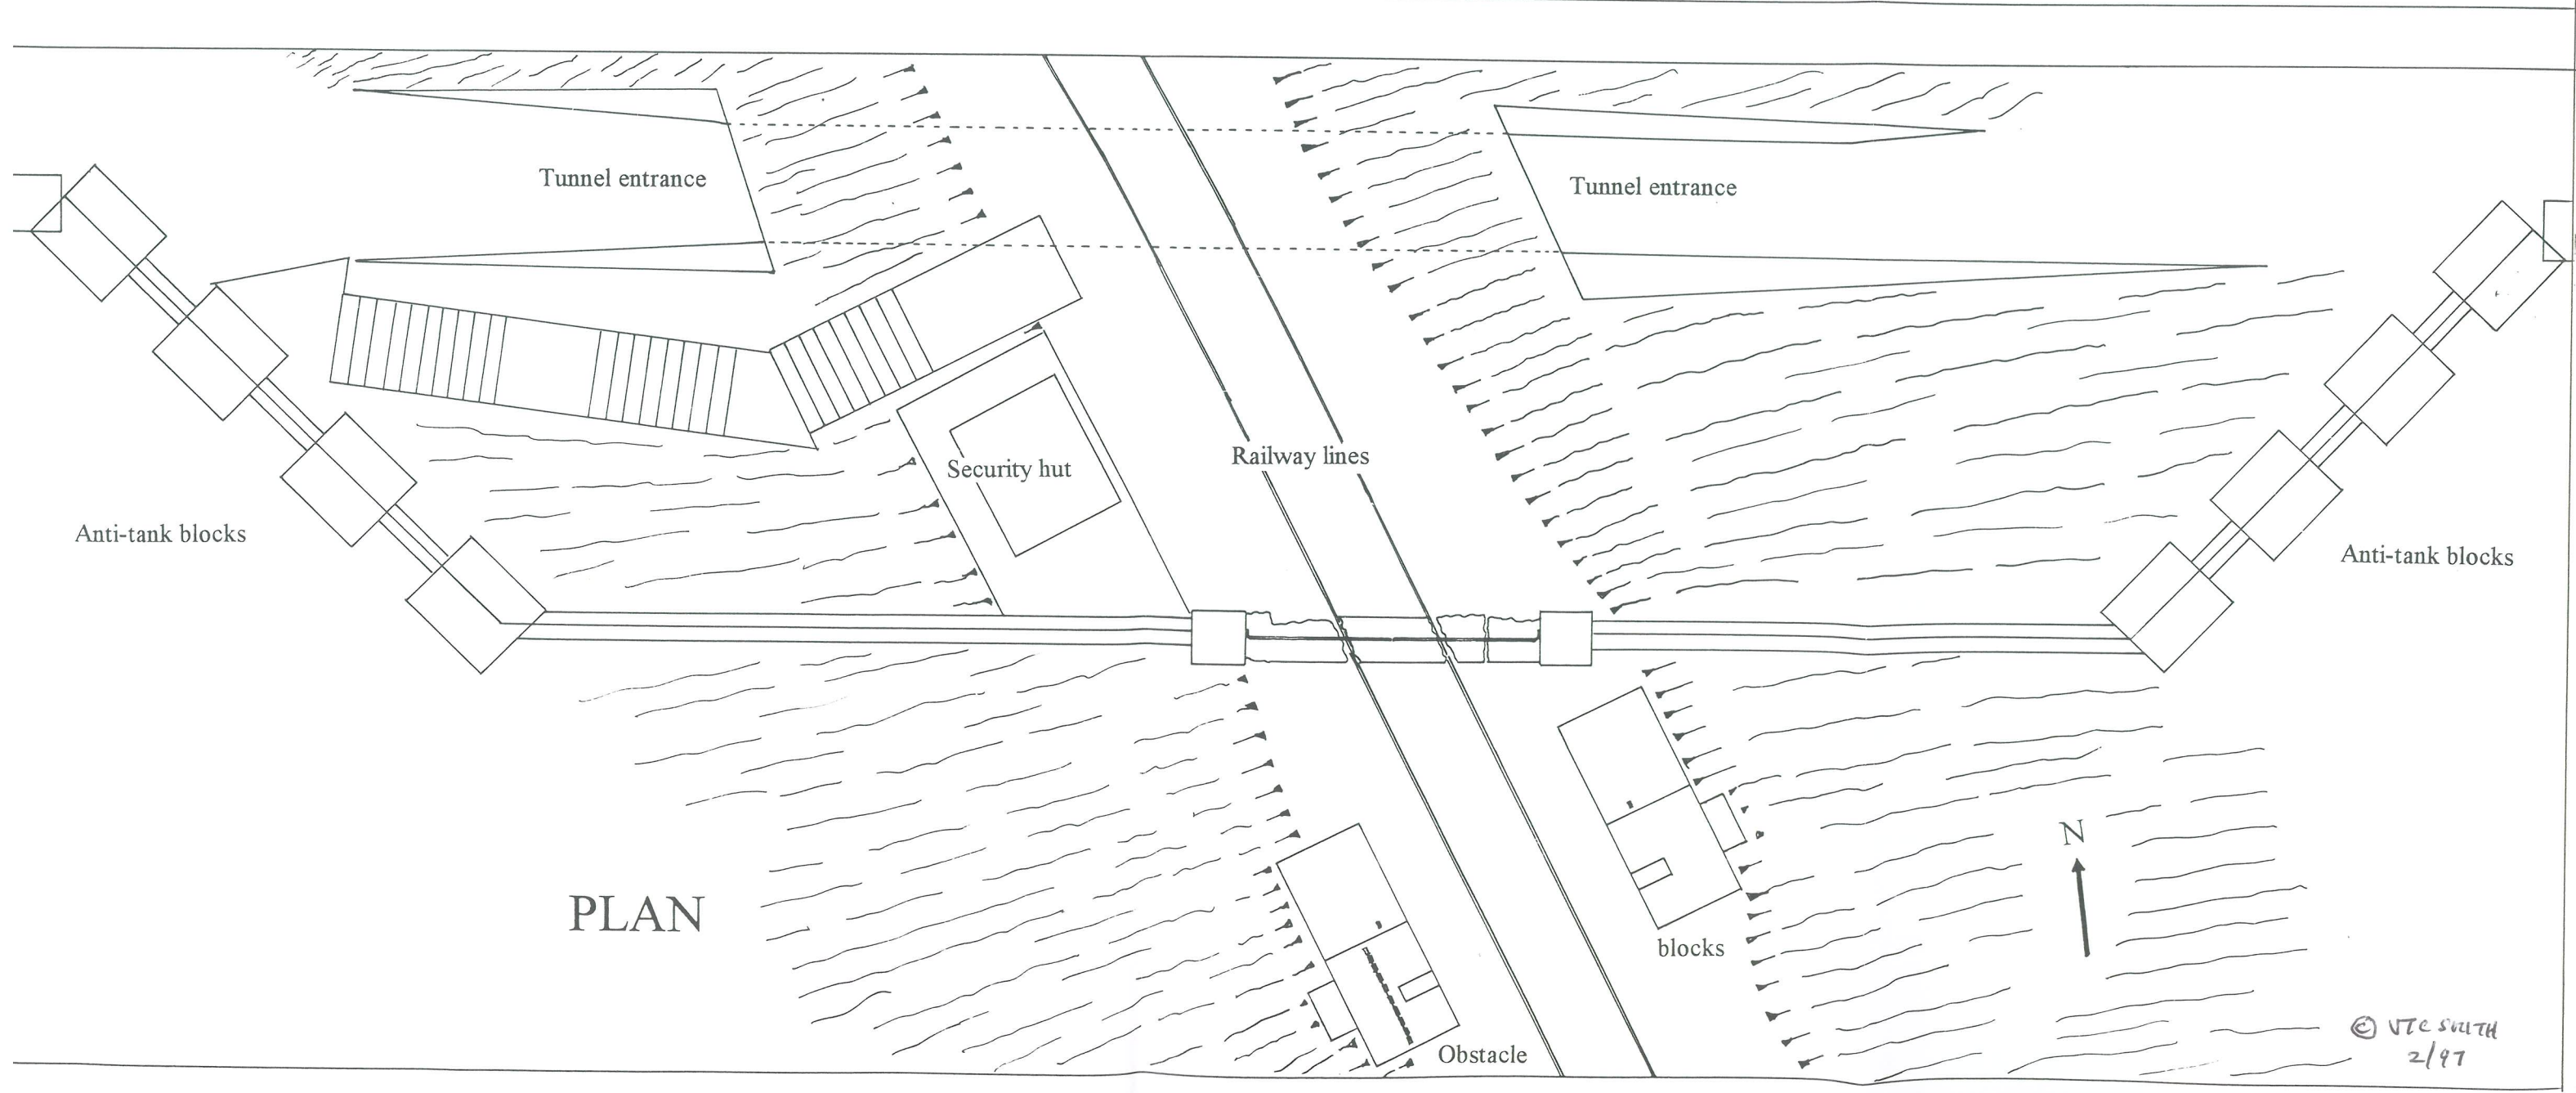 Tunnel entrance
Tunnel entrance
Security hut
Railway lines
Anti-tank blocks
Anti-tank blocks
N
PLAN
blocks
Obstacle
© VTC SMITH
2/97